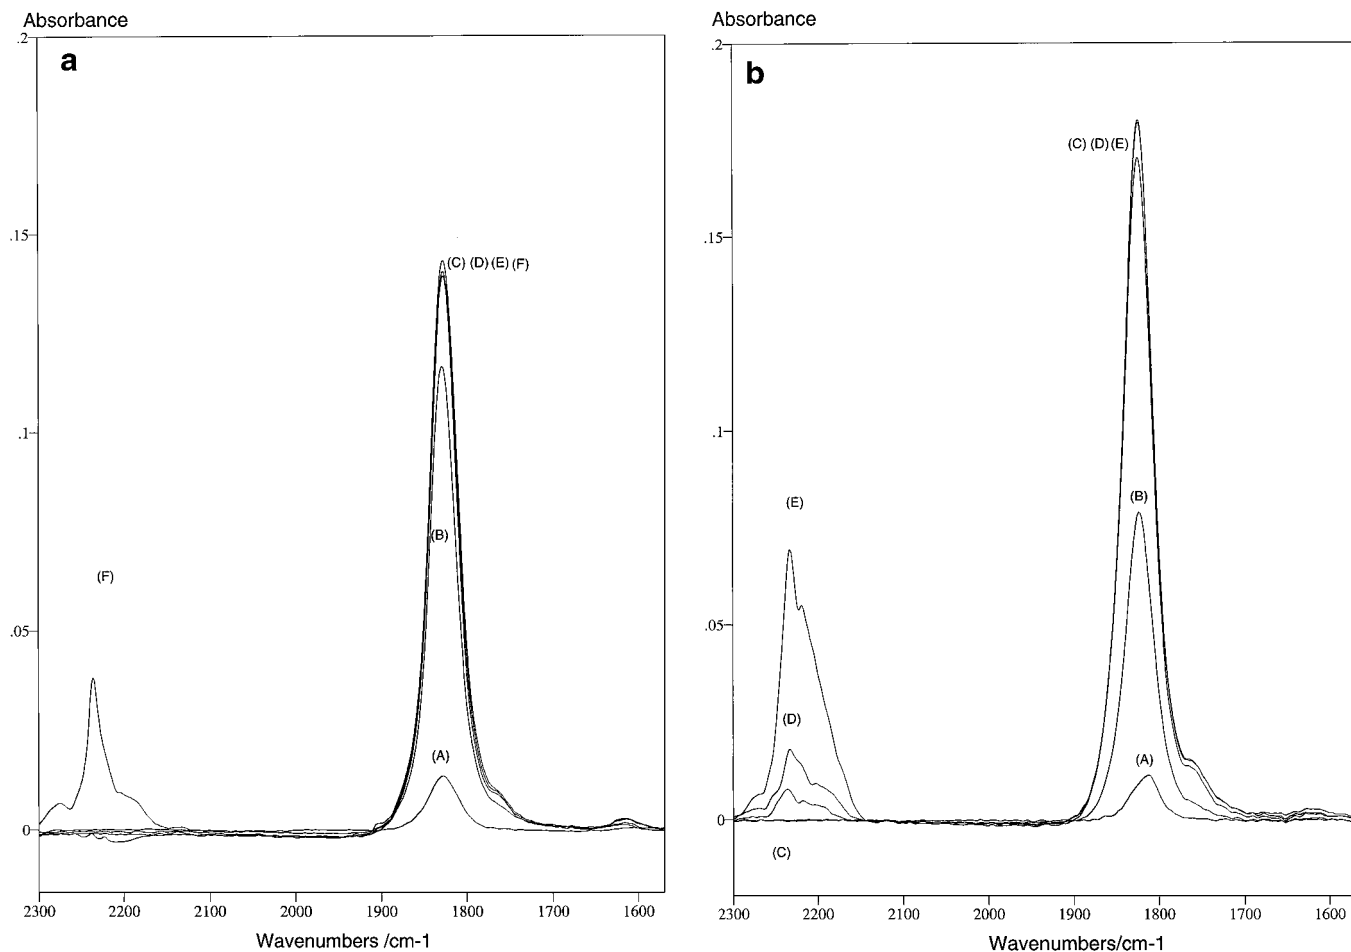 Absorbance
.2
a
.15
(C) (D) (E) (F)
(B)
.1
(F)
.05
(A)
0
2300 2200 2100 2000 1900 1800 1700 1600
Wavenumbers /cm-1
Absorbance
.2
b
(C) (D) (E)
.15
.1
(E)
(B)
.05
(D)
(A)
0
(C)
2300 2200 2100 2000 1900 1800 1700 1600
Wavenumbers/cm-1